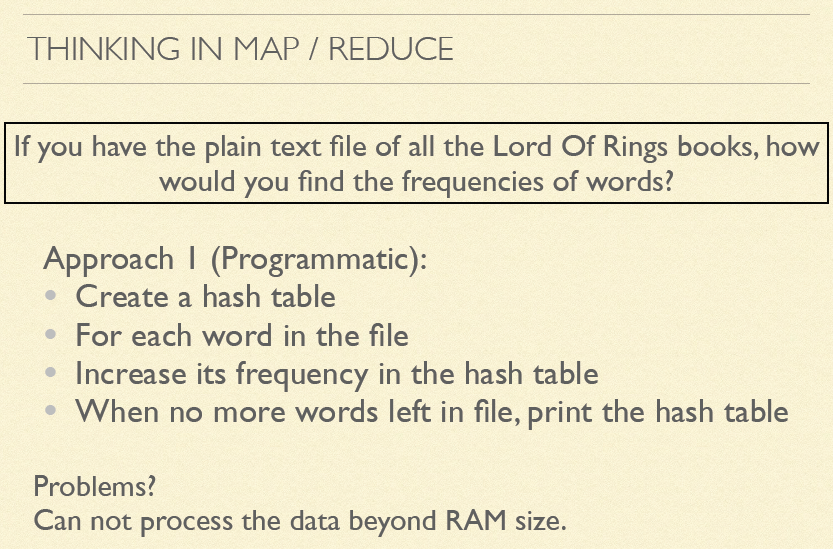 THINKING IN MAP / REDUCE
If you have the plain text file of all the Lord Of Rings books, how
would you find the frequencies of words?
Approach 1 (Programmatic):
• Create a hash table
• For each word in the file
• Increase its frequency in the hash table
• When no more words left in file, print the hash table
Problems?
Can not process the data beyond RAM size.